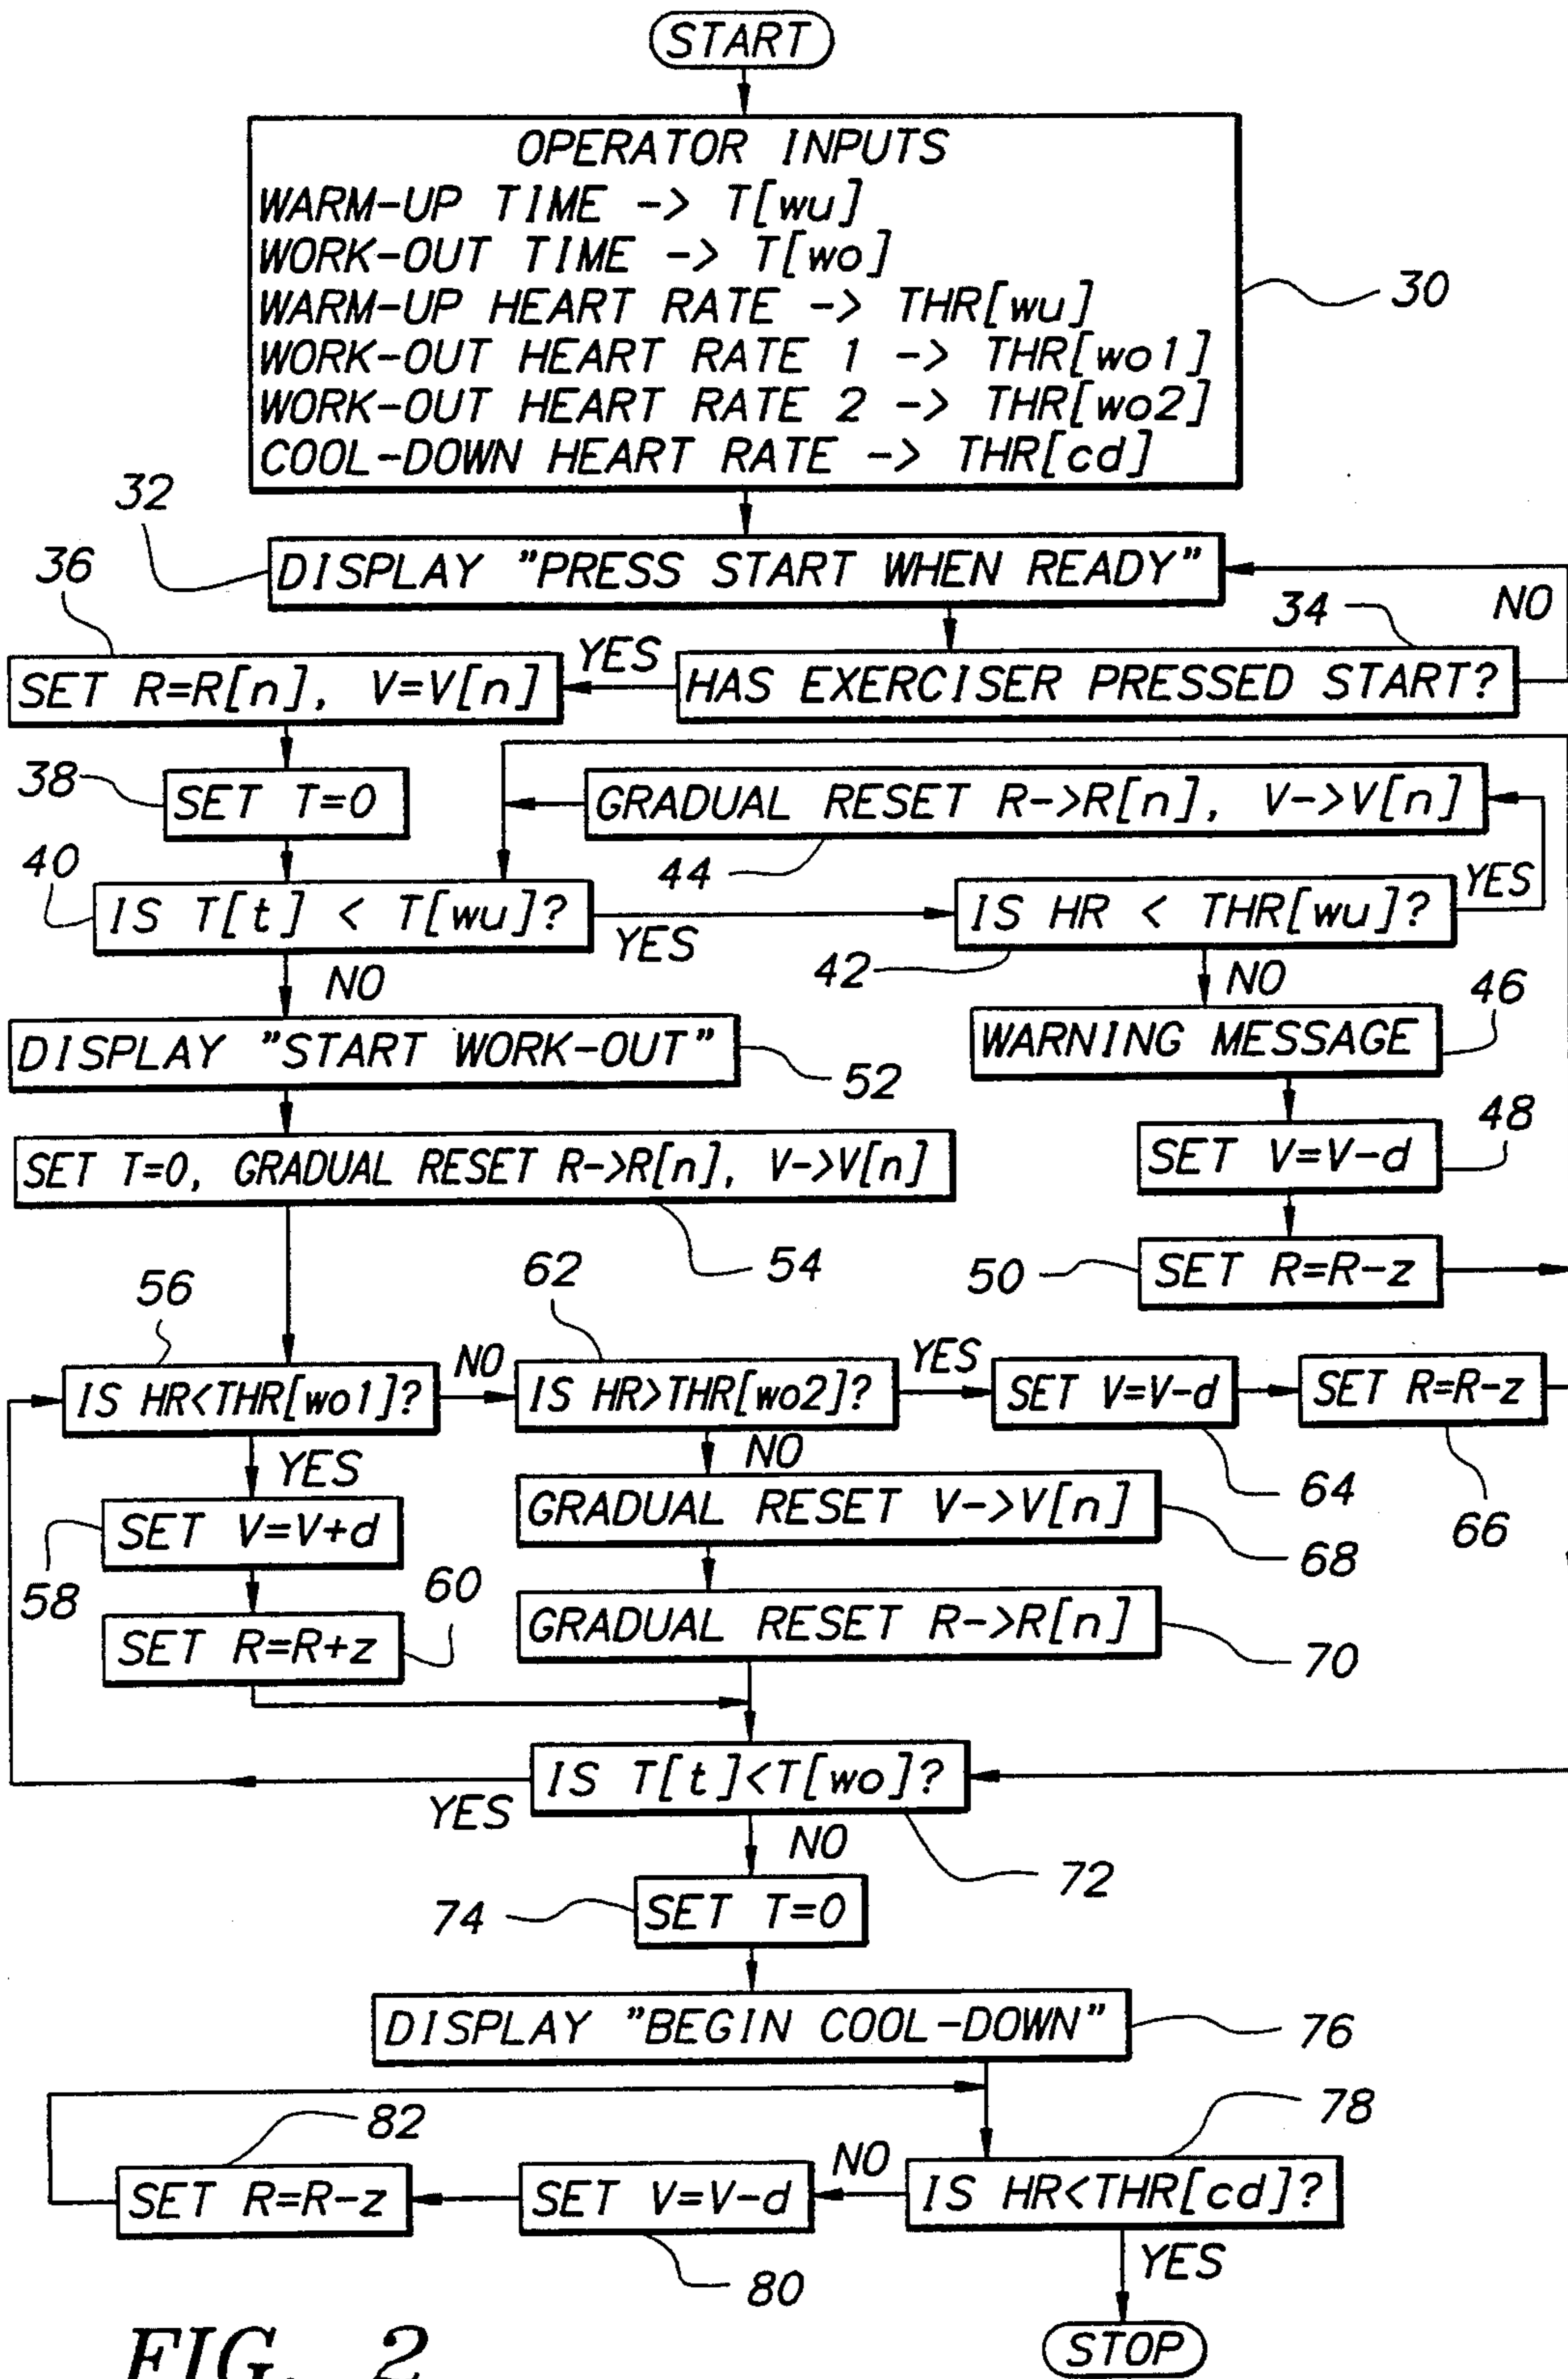 START
OPERATOR INPUTS
WARM-UP TIME -> T[wu]
WORK-OUT TIME -> T[wo]
WARM-UP HEART RATE -> THR[wu]
WORK-OUT HEART RATE 1 -> THR[wo1]
WORK-OUT HEART RATE 2 -> THR[wo2]
COOL-DOWN HEART RATE -> THR[cd]
30
32
DISPLAY "PRESS START WHEN READY"
36
34
NO
SET R=R[n], V=V[n]
YES
HAS EXERCISER PRESSED START?
38
SET T=0
GRADUAL RESET R->R[n], V->V[n]
44
40
IS T[t] < T[wu]?
YES
IS HR < THR[wu]?
YES
42
NO
NO
46
DISPLAY "START WORK-OUT"
52
WARNING MESSAGE
48
SET V=V-d
SET T=0, GRADUAL RESET R->R[n], V->V[n]
54
50
SET R=R-z
56
62
IS HR<THR[wo1]?
NO
IS HR>THR[wo2]?
YES
SET V=V-d
SET R=R-z
YES
NO
64
66
58
SET V=V+d
GRADUAL RESET V->V[n]
68
60
SET R=R+z
GRADUAL RESET R->R[n]
70
IS T[t]<T[wo]?
YES
NO
72
74
SET T=0
DISPLAY "BEGIN COOL-DOWN"
76
82
78
SET R=R-z
SET V=V-d
NO
IS HR<THR[cd]?
80
YES
STOP
FIG. 2